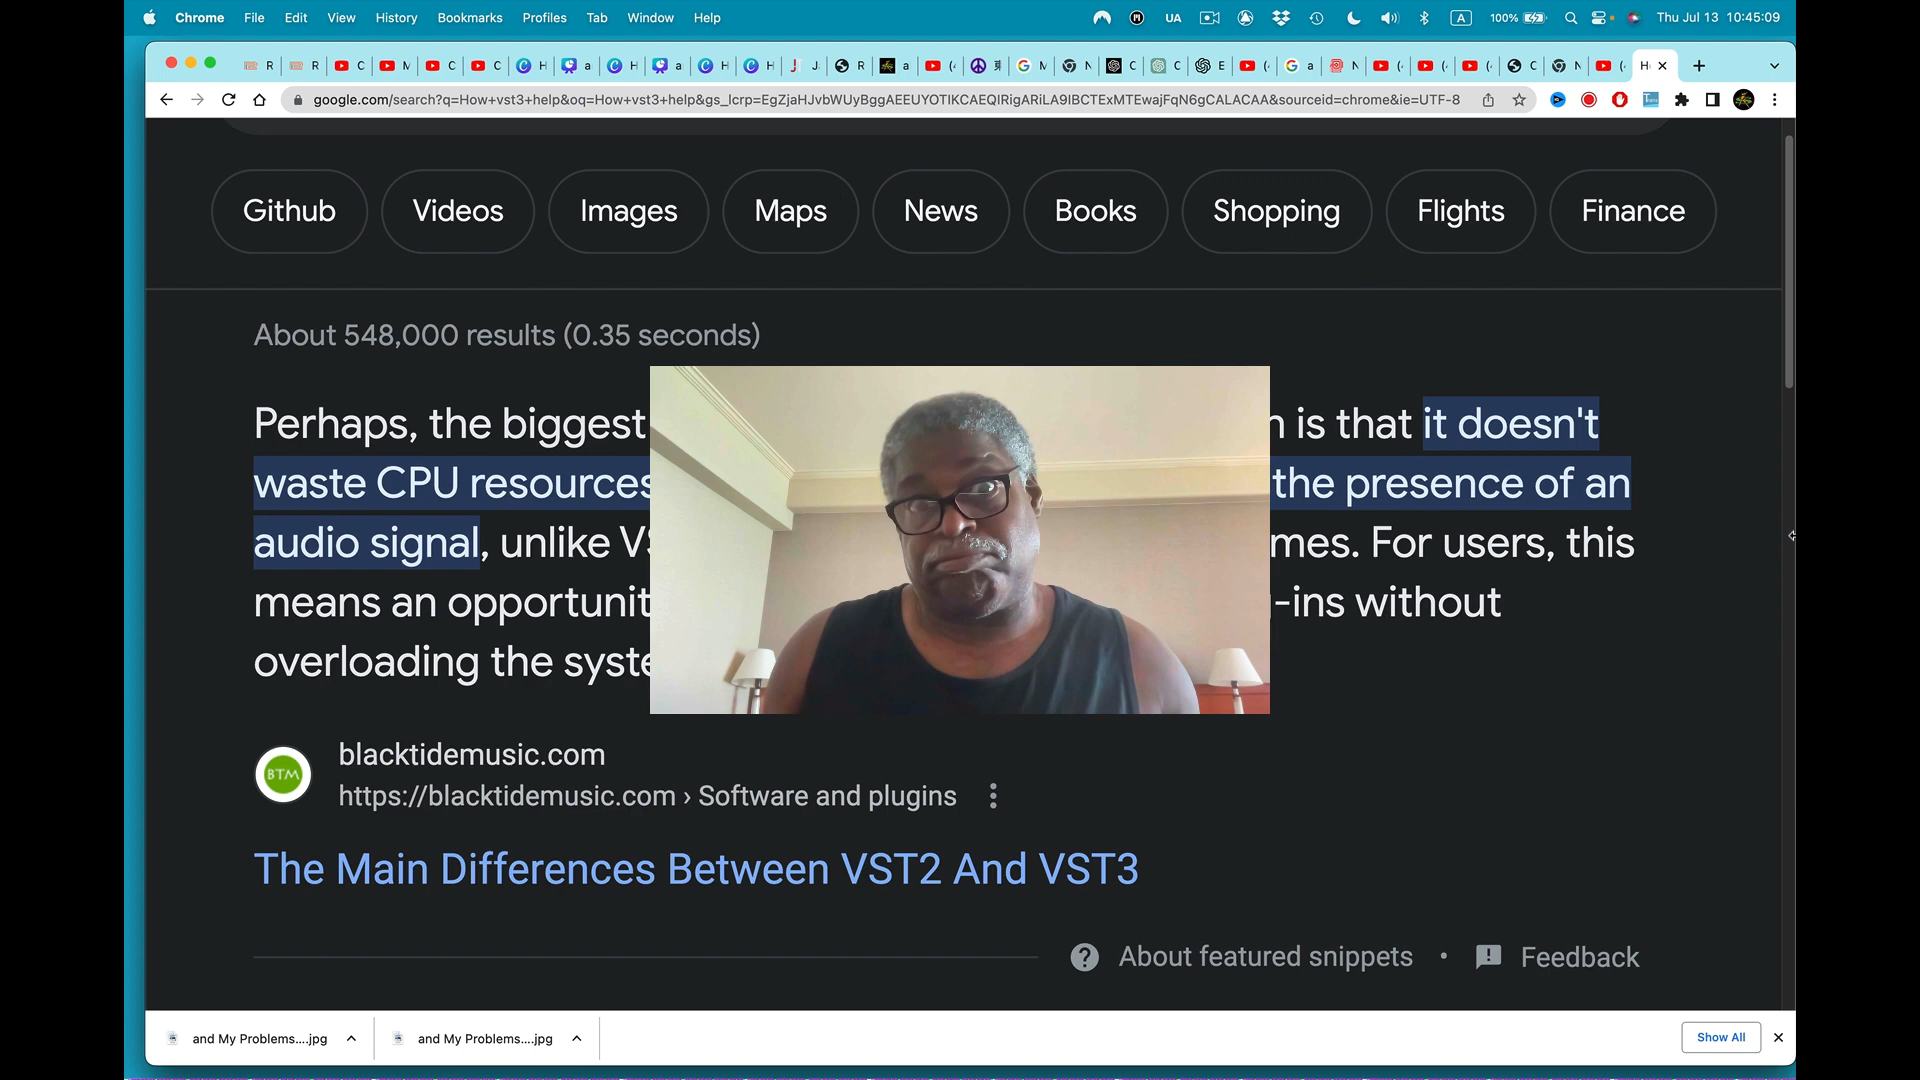 Chrome File Edit View History Bookmarks Profiles Tab Window Help UA A 100% Thu Jul 13 10:45:09
google.com/search?q=How+vst3+help&oq=How+vst3+help&gs_lcrp=EgZjaHJvbWUyBggAEEUYOTIKCAEQIRigARiLA9IBCTExMTEwajFqN6gCALACAA&sourceid=chrome&ie=UTF-8
Github Videos Images Maps News Books Shopping Flights Finance
About 548,000 results (0.35 seconds)
Perhaps, the biggest is that it doesn't
waste CPU resources the presence of an
audio signal, unlike For users, this
means an without
overloading the
BTM
blacktidemusic.com
https://blacktidemusic.com › Software and plugins
The Main Differences Between VST2 And VST3
About featured snippets • Feedback
and My Problems....jpg and My Problems....jpg Show All